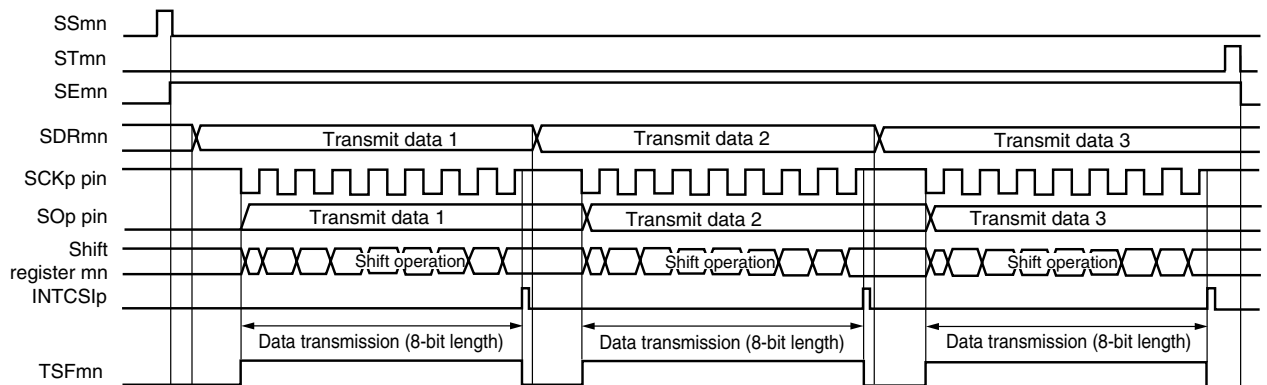 SSmn
STmn
SEmn
SDRmn Transmit data 1 Transmit data 2 Transmit data 3
SCKp pin
SOp pin Transmit data 1 Transmit data 2 Transmit data 3
Shift
register mn Shift operation Shift operation Shift operation
INTCSIp
Data transmission (8-bit length) Data transmission (8-bit length) Data transmission (8-bit length)
TSFmn